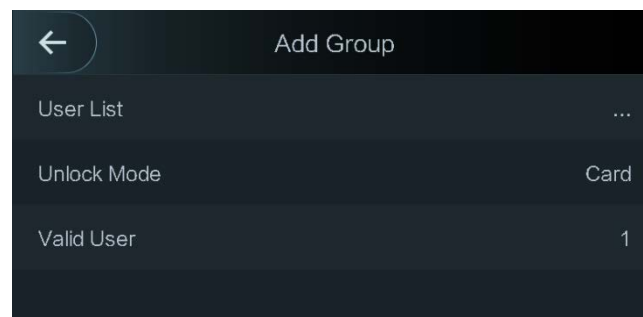 Add Group
User List ...
Unlock Mode Card
Valid User 1